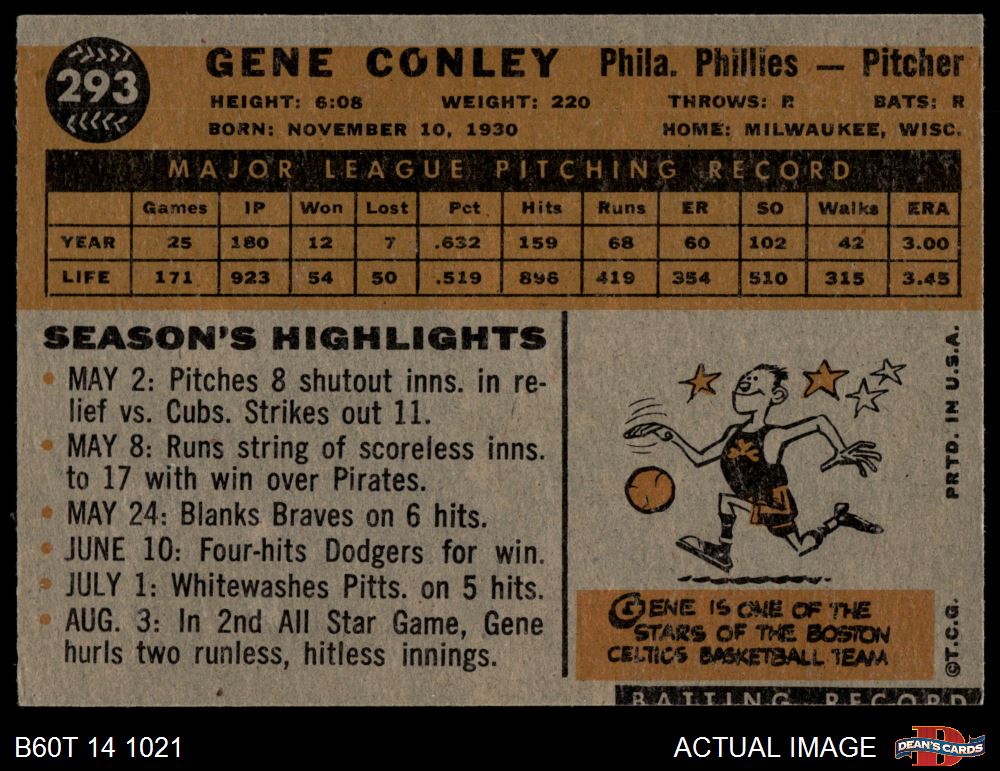 293
GENE CONLEY Phila. Phillies — Pitcher
HEIGHT: 6:08 WEIGHT: 220 THROWS: R BATS: R
BORN: NOVEMBER 10, 1930 HOME: MILWAUKEE, WISC.
MAJOR LEAGUE PITCHING RECORD
Games IP Won Lost Pct. Hits Runs ER SO Walks ERA
YEAR 25 180 12 7 .632 159 68 60 102 42 3.00
LIFE 171 923 54 50 .519 896 419 354 510 315 3.45
SEASON'S HIGHLIGHTS
• MAY 2: Pitches 8 shutout inns. in re-
lief vs. Cubs. Strikes out 11.
• MAY 8: Runs string of scoreless inns.
to 17 with win over Pirates.
• MAY 24: Blanks Braves on 6 hits.
• JUNE 10: Four-hits Dodgers for win.
• JULY 1: Whitewashes Pitts. on 5 hits.
• AUG. 3: In 2nd All Star Game, Gene
hurls two runless, hitless innings.
GENE IS ONE OF THE
STARS OF THE BOSTON
CELTICS BASKETBALL TEAM
©T.C.G. PRTD. IN U.S.A.
BATTING RECORD
B60T 14 1021
ACTUAL IMAGE
D
DEAN'S CARDS